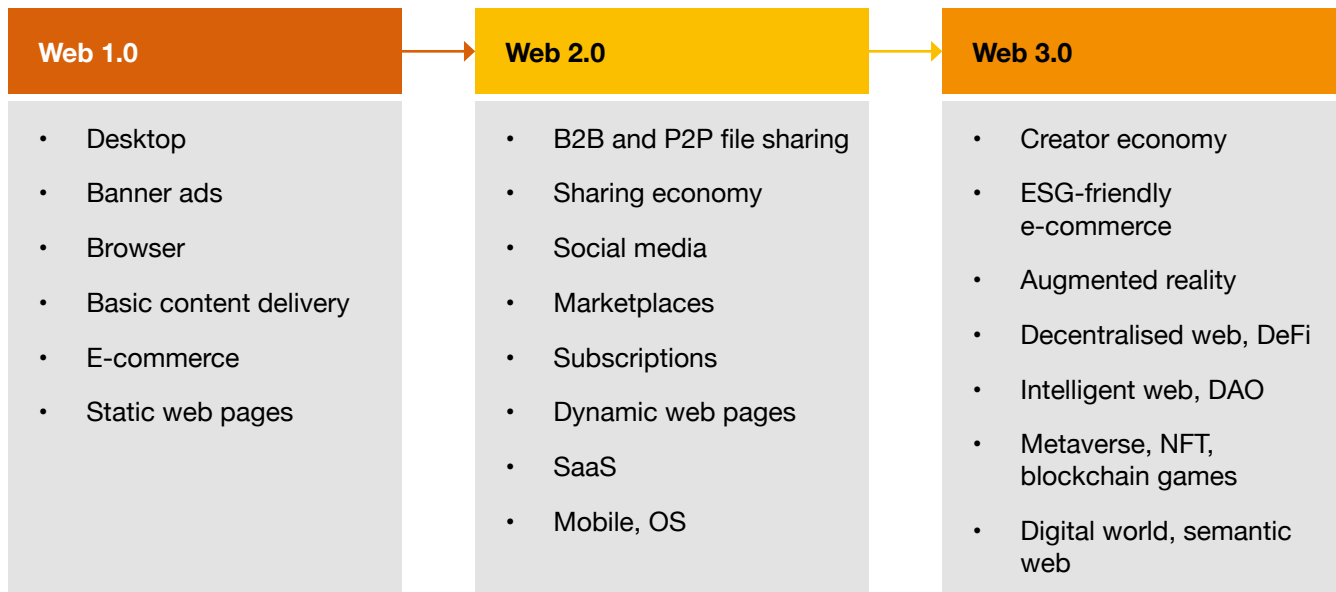 Web 1.0
• Desktop
• Banner ads
• Browser
• Basic content delivery
• E-commerce
• Static web pages
Web 2.0
• B2B and P2P file sharing
• Sharing economy
• Social media
• Marketplaces
• Subscriptions
• Dynamic web pages
• SaaS
• Mobile, OS
Web 3.0
• Creator economy
• ESG-friendly
e-commerce
• Augmented reality
• Decentralised web, DeFi
• Intelligent web, DAO
• Metaverse, NFT,
blockchain games
• Digital world, semantic
web